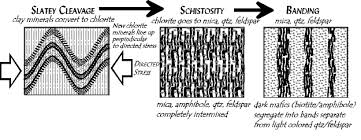 SLATEY CLEAVAGE
clay minerals convert to chlorite
New chlorite
minerals line up
perpendicular
to directed stress
DIRECTED
STRESS
SCHISTOSITY
chlorite goes to mica, qtz, feldspar
mica, amphibole, qtz, feldspar
completely intermixed
BANDING
mica, qtz, feldspar
dark mafics (biotite/amphibole)
segregate into bands separate
from light colored qtz/feldspar